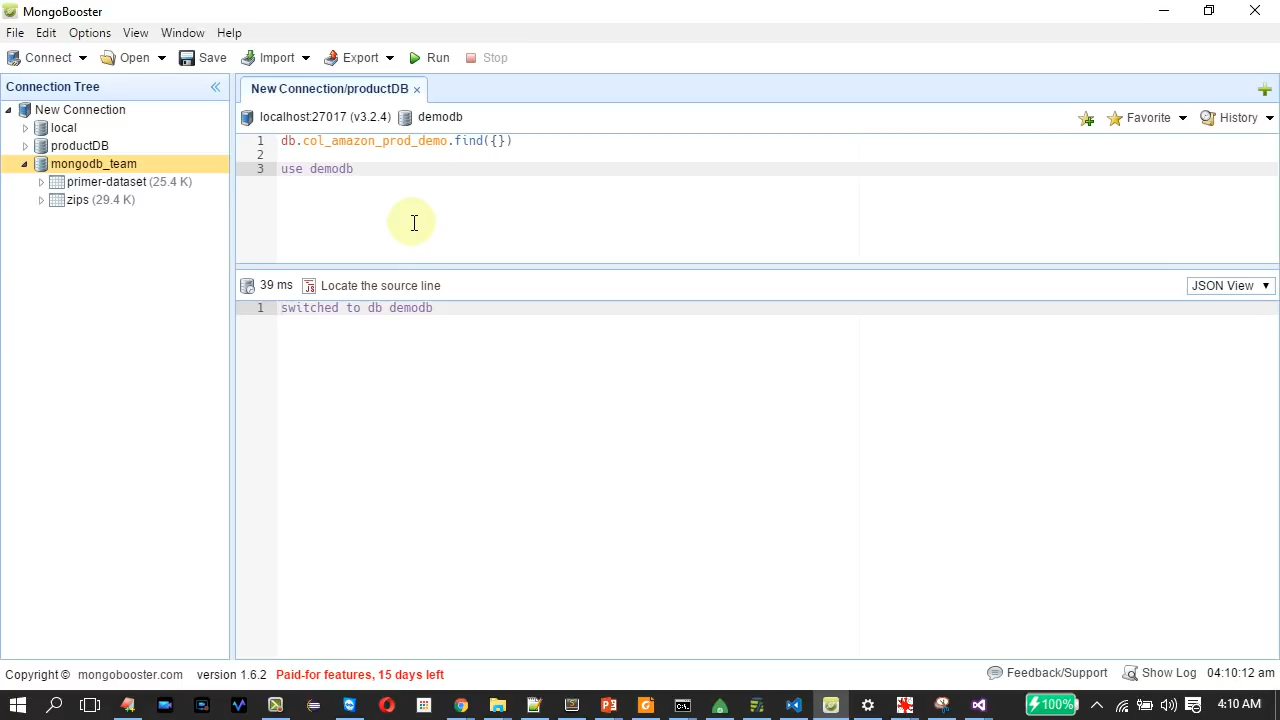 MongoBooster
File Edit Options View Window Help
Connect Open Save Import Export Run Stop
Connection Tree
New Connection
local
productDB
mongodb_team
primer-dataset (25.4 K)
zips (29.4 K)
New Connection/productDB ×
localhost:27017 (v3.2.4) demodb
Favorite History
1 db.col_amazon_prod_demo.find({})
2
3 use demodb
39 ms JS Locate the source line JSON View
1 switched to db demodb
Copyright © mongobooster.com version 1.6.2 Paid-for features, 15 days left Feedback/Support Show Log 04:10:12 am
100% 4:10 AM